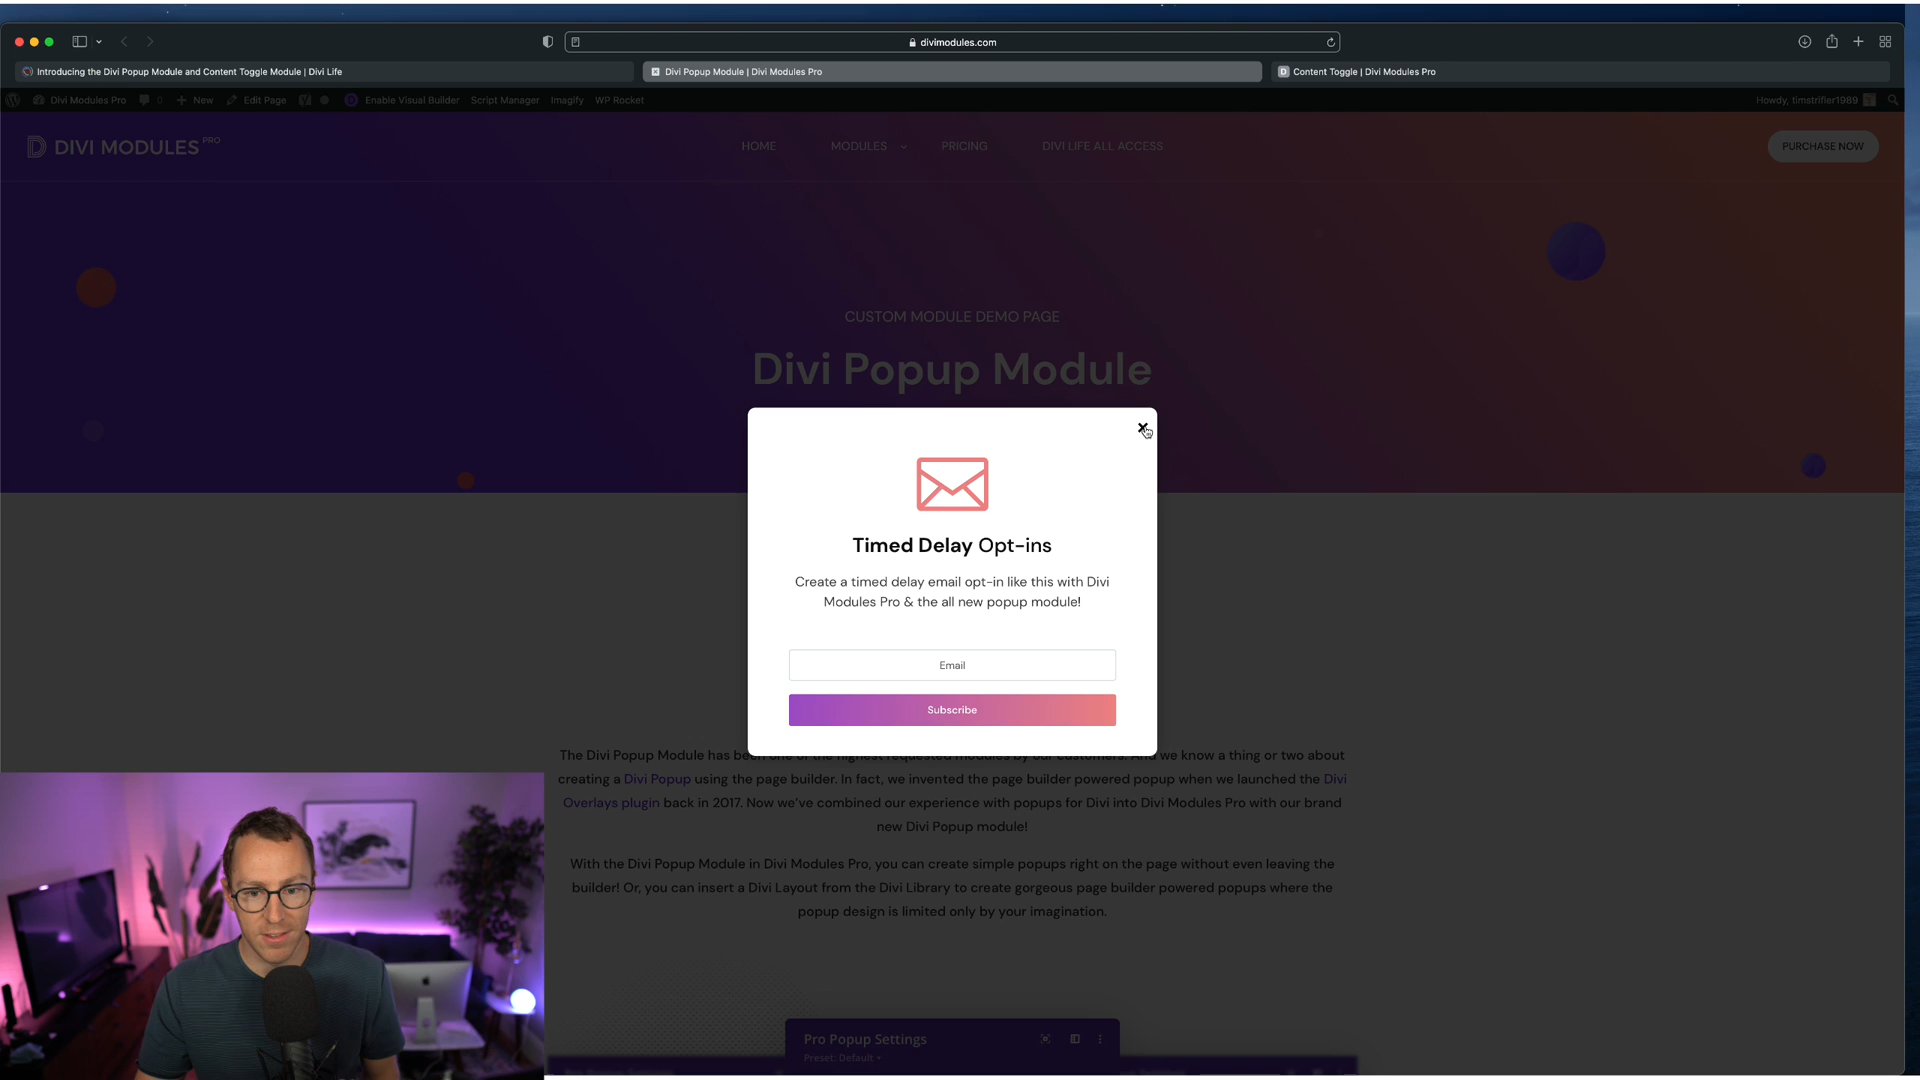 divimodules.com
Introducing the Divi Popup Module and Content Toggle Module | Divi Life
Divi Popup Module | Divi Modules Pro
D Content Toggle | Divi Modules Pro
Divi Modules Pro 0 New Edit Page Enable Visual Builder Script Manager Imagify WP Rocket
Howdy, timstrifler1989
DIVI MODULES PRO
HOME MODULES PRICING DIVI LIFE ALL ACCESS
PURCHASE NOW
CUSTOM MODULE DEMO PAGE
Divi Popup Module
Timed Delay Opt-ins
Create a timed delay email opt-in like this with Divi
Modules Pro & the all new popup module!
Email
Subscribe
The Divi Popup Module has been one of the highest requested modules by our customers. And we know a thing or two about
creating a Divi Popup using the page builder. In fact, we invented the page builder powered popup when we launched the Divi
Overlays plugin back in 2017. Now we've combined our experience with popups for Divi into Divi Modules Pro with our brand
new Divi Popup module!
With the Divi Popup Module in Divi Modules Pro, you can create simple popups right on the page without even leaving the
builder! Or, you can insert a Divi Layout from the Divi Library to create gorgeous page builder powered popups where the
popup design is limited only by your imagination.
Pro Popup Settings
Preset: Default